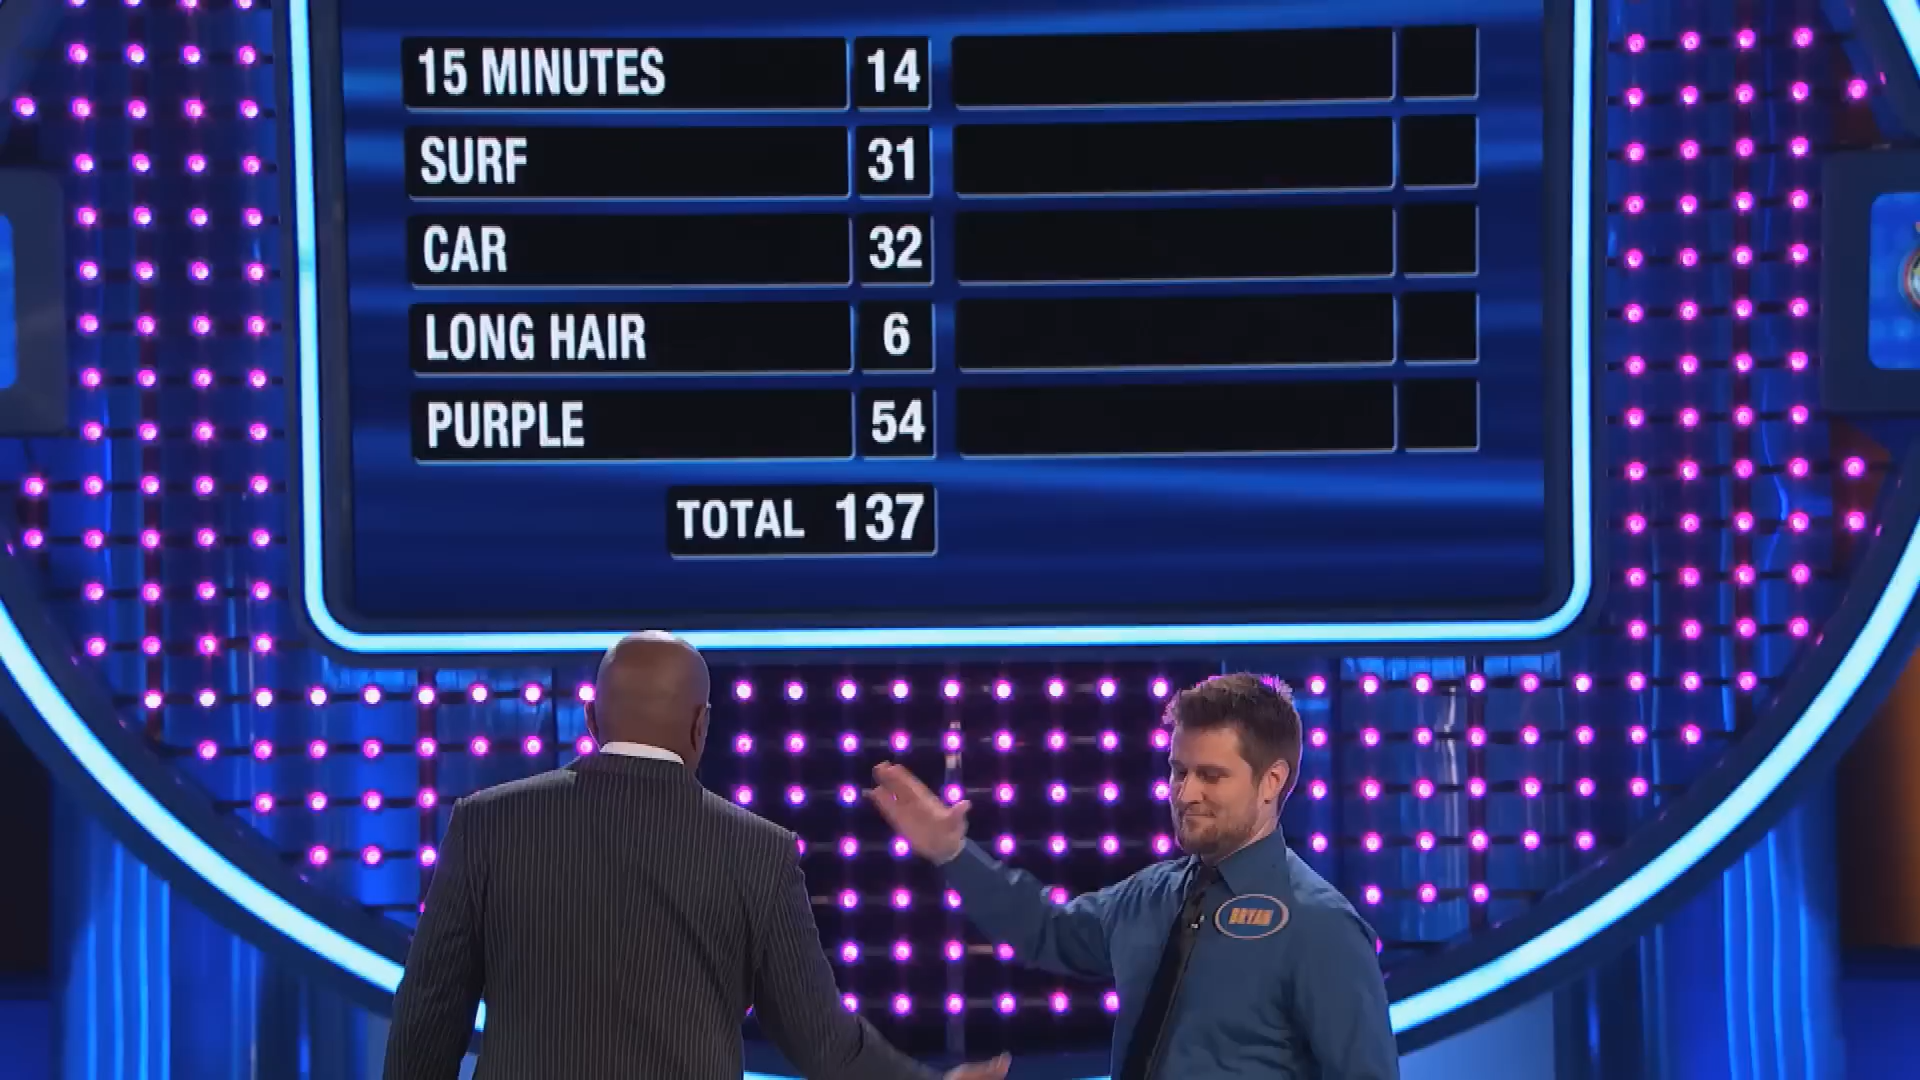 15 MINUTES 14
SURF 31
CAR 32
LONG HAIR 6
PURPLE 54
TOTAL 137
BRYAN